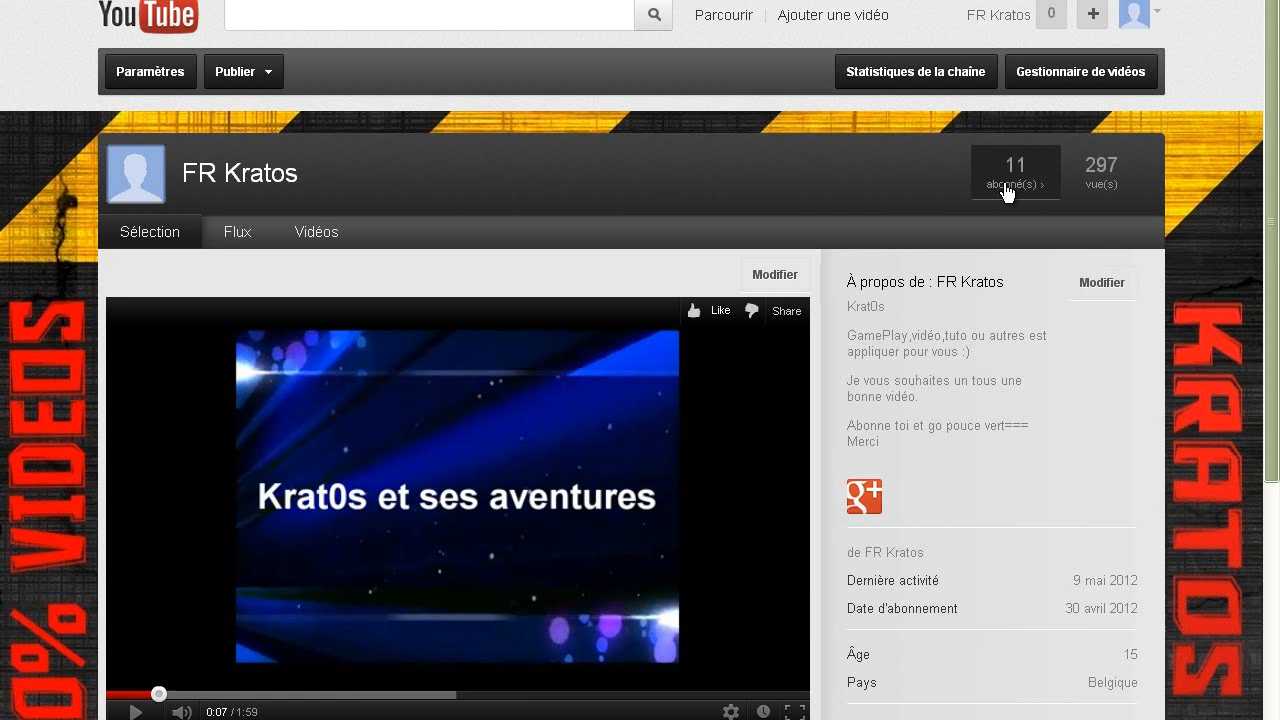 YouTube
Parcourir
FR Kratos 0 +
Paramètres Publier Statistiques de la chaîne Gestionnaire de vidéos
FR Kratos
11
abonné(s) ›
297
vue(s)
Sélection Flux Vidéos
Modifier
Like Share
Krat0s et ses aventures
0:07 / 1:59
À propos de : FR Kratos
Modifier
Krat0s
GamePlay,vidéo,tuto ou autres est
appliquer pour vous :)
Je vous souhaites un tous une
bonne vidéo.
Abonne toi et go pouce vert===
Merci
g+
de FR Kratos
Dernière activité 9 mai 2012
Date d'abonnement 30 avril 2012
Âge 15
Pays Belgique
VIDEOS
0%
KRATOS